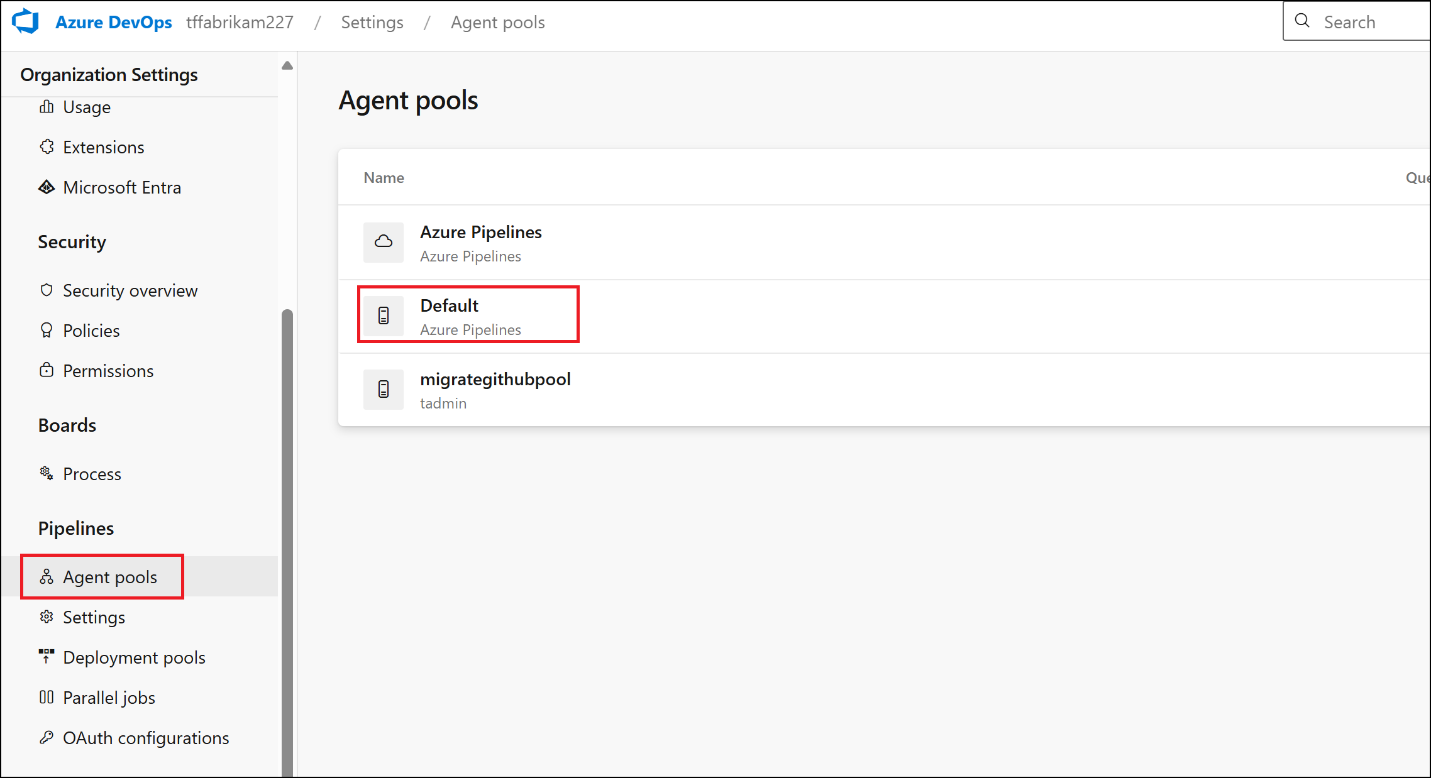 Azure DevOps tffabrikam227 / Settings / Agent pools
Search
Organization Settings
Usage
Extensions
Microsoft Entra
Security
Security overview
Policies
Permissions
Boards
Process
Pipelines
Agent pools
Settings
Deployment pools
Parallel jobs
OAuth configurations
Agent pools
Name
Que
Azure Pipelines
Azure Pipelines
Default
Azure Pipelines
migrategithubpool
tadmin